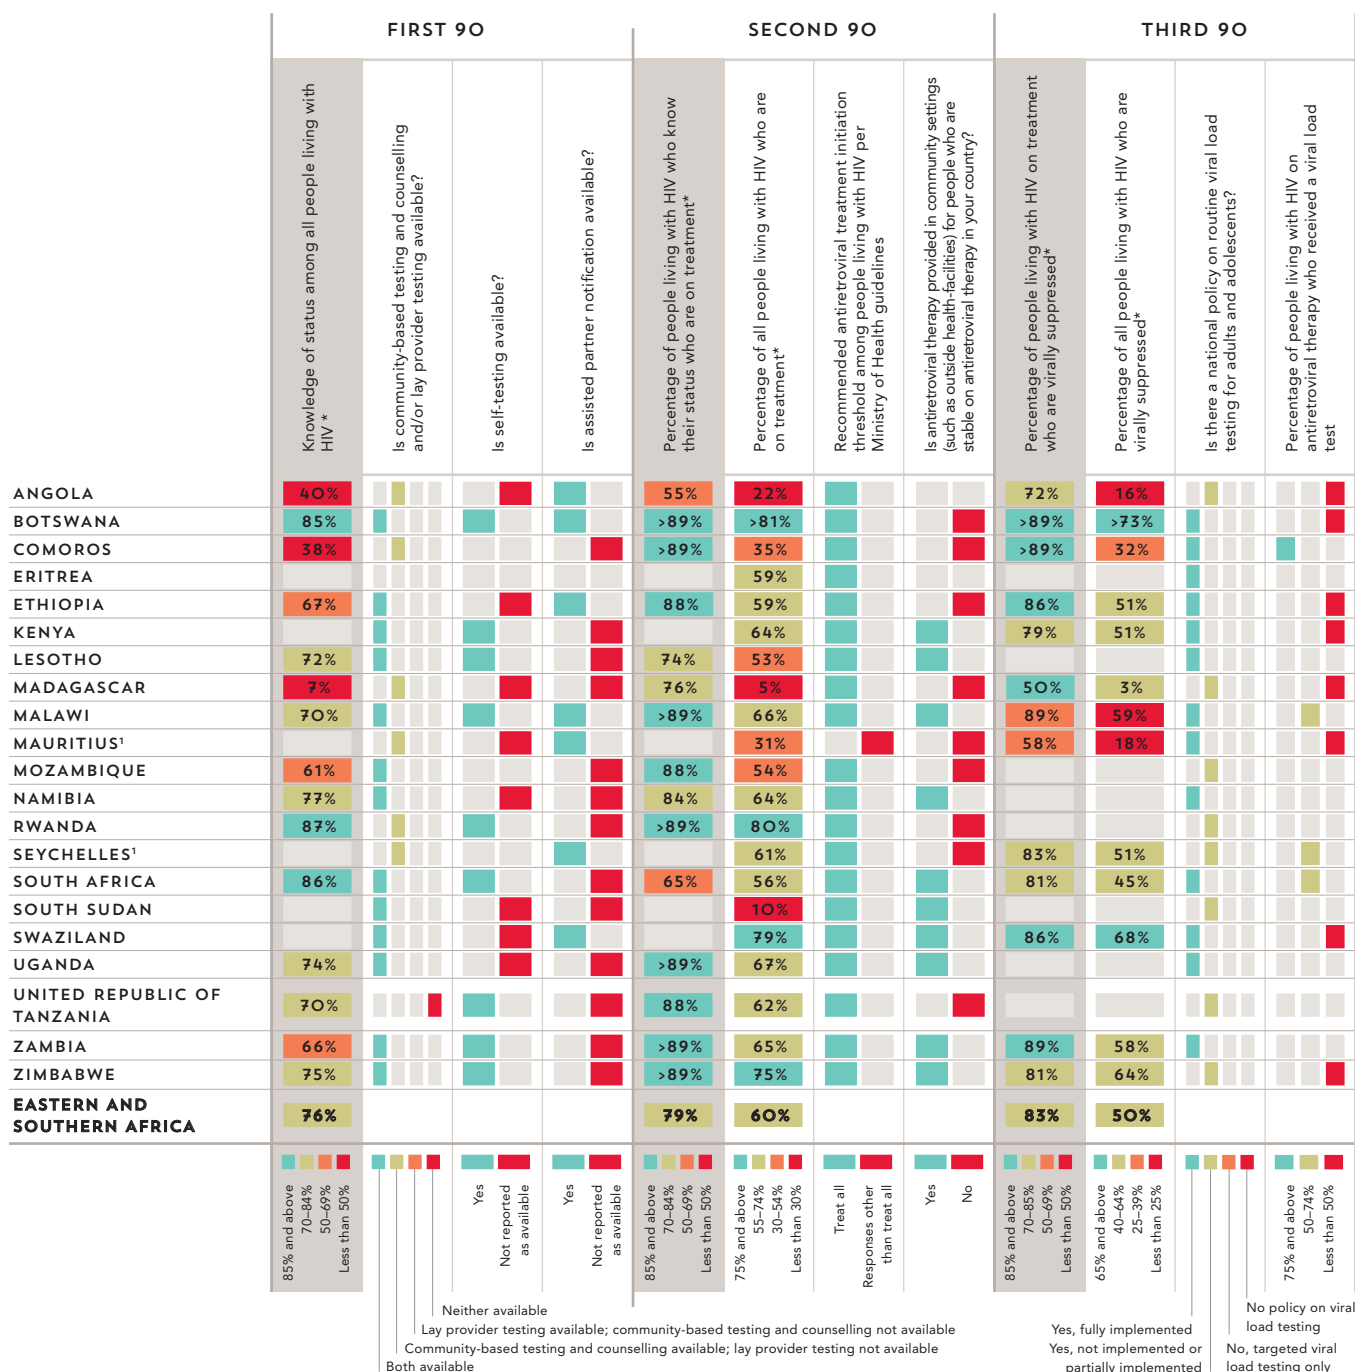 FIRST 90
SECOND 90
THIRD 90
Knowledge of status among all people living with
HIV*
Is community-based testing and counselling
and/or lay provider testing available?
Is self-testing available?
Is assisted partner notification available?
Percentage of people living with HIV who know
their status who are on treatment*
Percentage of all people living with HIV who are
on treatment*
Recommended antiretroviral treatment initiation
threshold among people living with HIV per
Ministry of Health guidelines
Is antiretroviral therapy provided in community settings
(such as outside health-facilities) for people who are
stable on antiretroviral therapy in your country?
Percentage of people living with HIV on treatment
who are virally suppressed*
Percentage of all people living with HIV who are
virally suppressed*
Is there a national policy on routine viral load
testing for adults and adolescents?
Percentage of people living with HIV on
antiretroviral therapy who received a viral load
test
ANGOLA 40% 55% 22% 72% 16%
BOTSWANA 85% >89% >81% >89% >73%
COMOROS 38% >89% 35% >89% 32%
ERITREA 59%
ETHIOPIA 67% 88% 59% 86% 51%
KENYA 64% 79% 51%
LESOTHO 72% 74% 53%
MADAGASCAR 7% 76% 5% 50% 3%
MALAWI 70% >89% 66% 89% 59%
MAURITIUS¹ 31% 58% 18%
MOZAMBIQUE 61% 88% 54%
NAMIBIA 77% 84% 64%
RWANDA 87% >89% 80%
SEYCHELLES¹ 61% 83% 51%
SOUTH AFRICA 86% 65% 56% 81% 45%
SOUTH SUDAN 10%
SWAZILAND 79% 86% 68%
UGANDA 74% >89% 67%
UNITED REPUBLIC OF
TANZANIA 70% 88% 62%
ZAMBIA 66% >89% 65% 89% 58%
ZIMBABWE 75% >89% 75% 81% 64%
EASTERN AND
SOUTHERN AFRICA 76% 79% 60% 83% 50%
85% and above
70–84%
50–69%
Less than 50%
Yes
Not reported
as available
Yes
Not reported
as available
85% and above
70–84%
50–69%
Less than 50%
75% and above
55–74%
30–54%
Less than 30%
Treat all
Responses other
than treat all
Yes
No
85% and above
70–85%
50–69%
Less than 50%
65% and above
40–64%
25–39%
Less than 25%
75% and above
50–74%
Less than 50%
Neither available
Lay provider testing available; community-based testing and counselling not available
Community-based testing and counselling available; lay provider testing not available
Both available
Yes, fully implemented
Yes, not implemented or
partially implemented
No policy on viral
load testing
No, targeted viral
load testing only